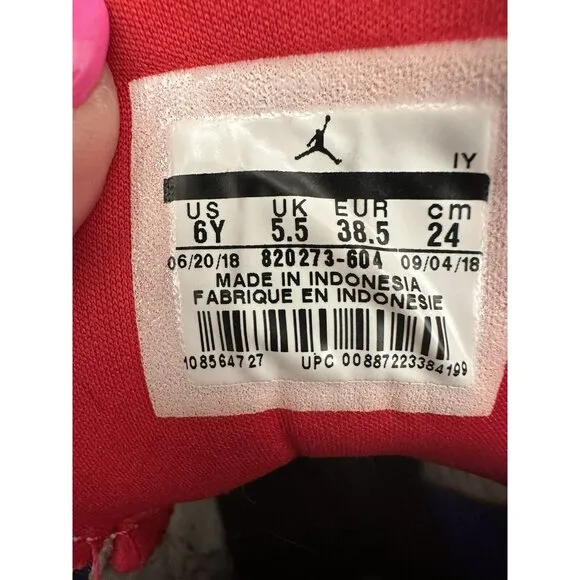 IY
US UK EUR cm
6Y 5.5 38.5 24
06/20/18 820273-604 09/04/18
MADE IN INDONESIA
FABRIQUE EN INDONESIE
108564727 UPC 00887223384199